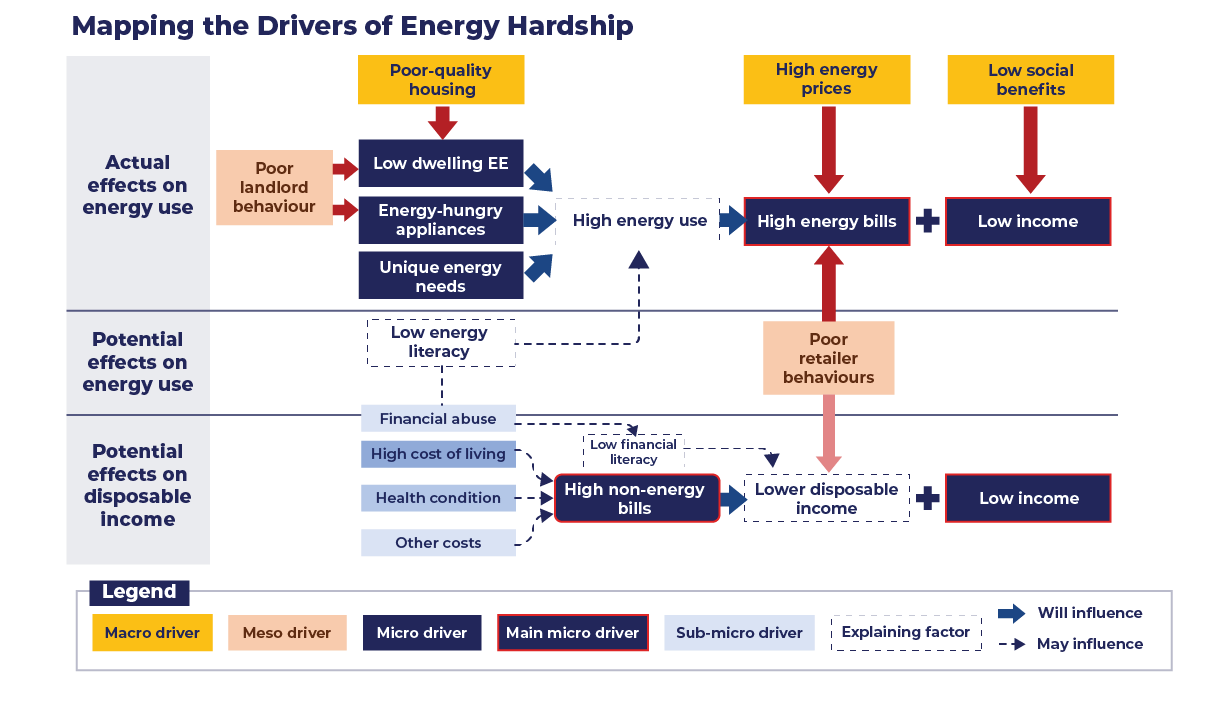 Mapping the Drivers of Energy Hardship
Poor-quality
housing
High energy
prices
Low social
benefits
Actual
effects on
energy use
Poor
landlord
behaviour
Low dwelling EE
Energy-hungry
appliances
Unique energy
needs
High energy use
High energy bills
Low income
Potential
effects on
energy use
Low energy
literacy
Poor
retailer
behaviours
Potential
effects on
disposable
income
Financial abuse
High cost of living
Health condition
Other costs
Low financial
literacy
High non-energy
bills
Lower disposable
income
Low income
Legend
Macro driver
Meso driver
Micro driver
Main micro driver
Sub-micro driver
Explaining factor
Will influence
May influence